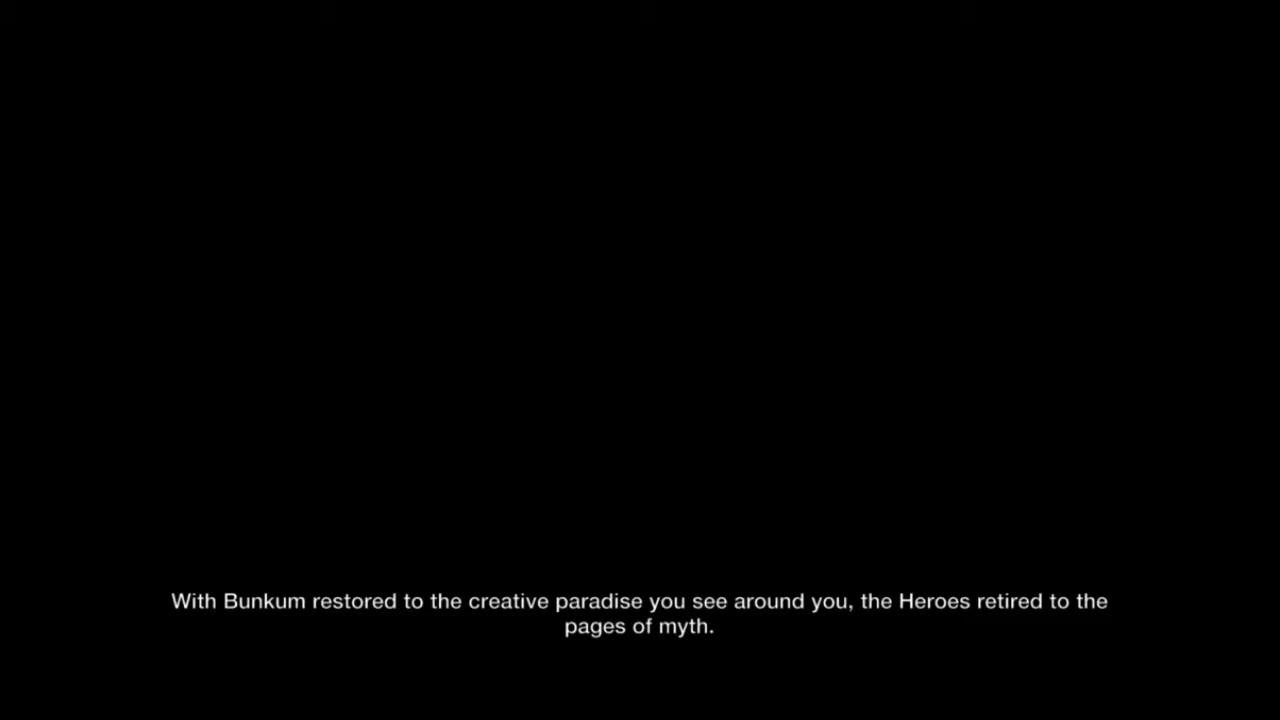 With Bunkum restored to the creative paradise you see around you, the Heroes retired to the
pages of myth.